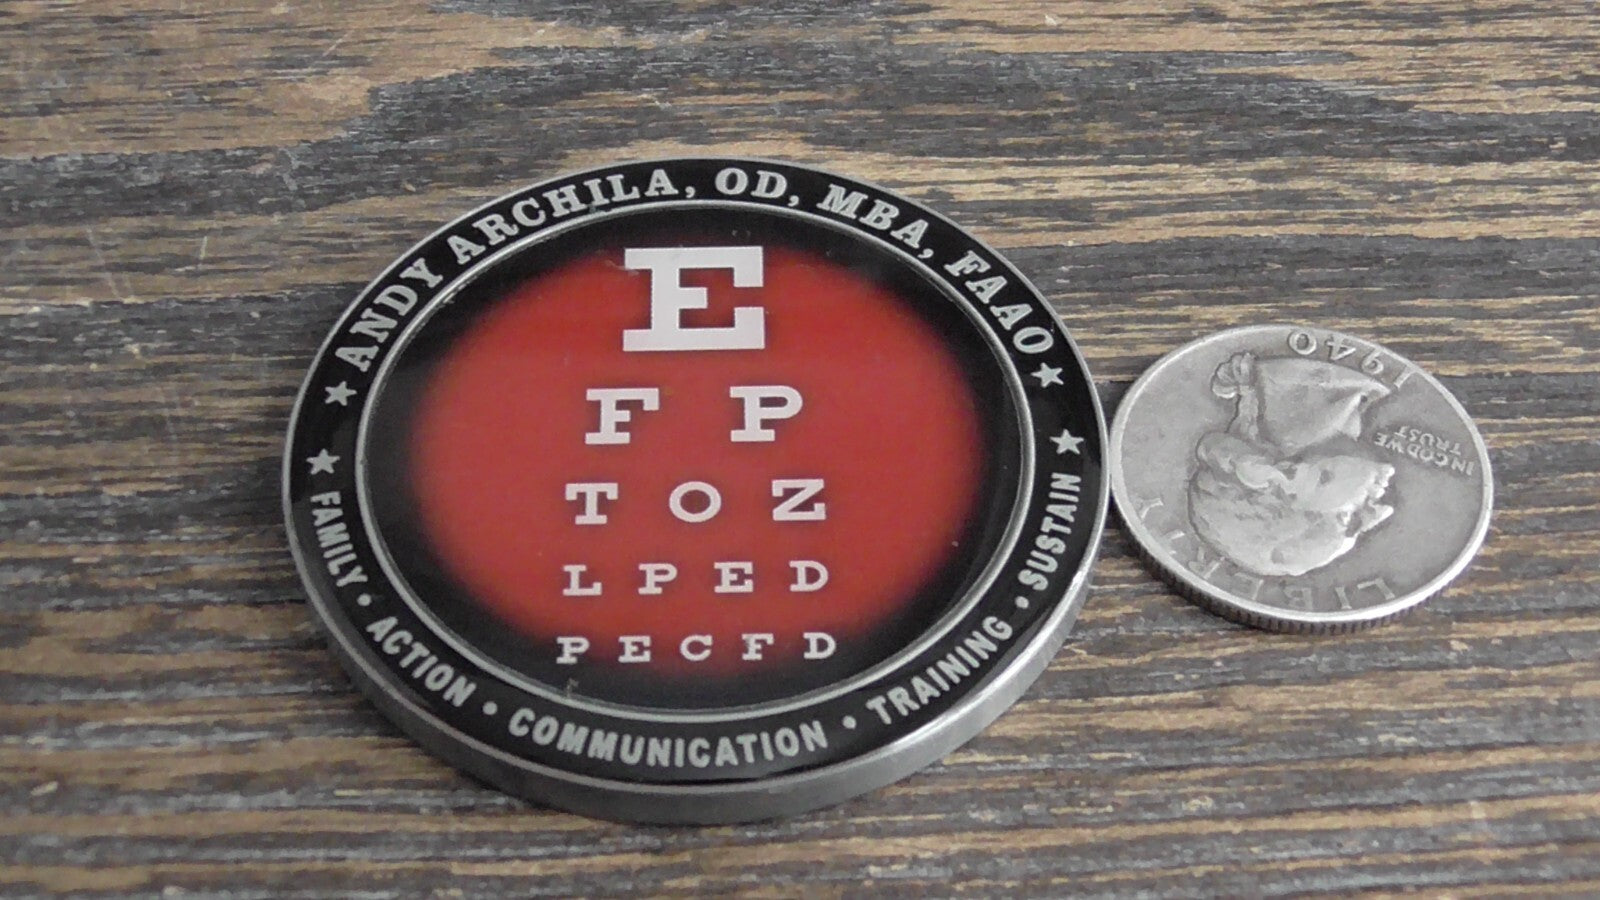 ANDY ARCHILA, OD, MBA, FAAO
E
F P
T O Z
L P E D
P E C F D
FAMILY • ACTION • COMMUNICATION • TRAINING • SUSTAIN
LIBERTY
IN GOD WE
TRUST
1940